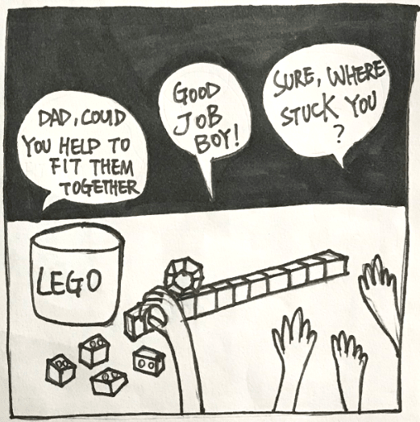 DAD, COULD
YOU HELP TO
FIT THEM
TOGETHER
GOOD
JOB
BOY!
SURE, WHERE
STUCK YOU
?
LEGO